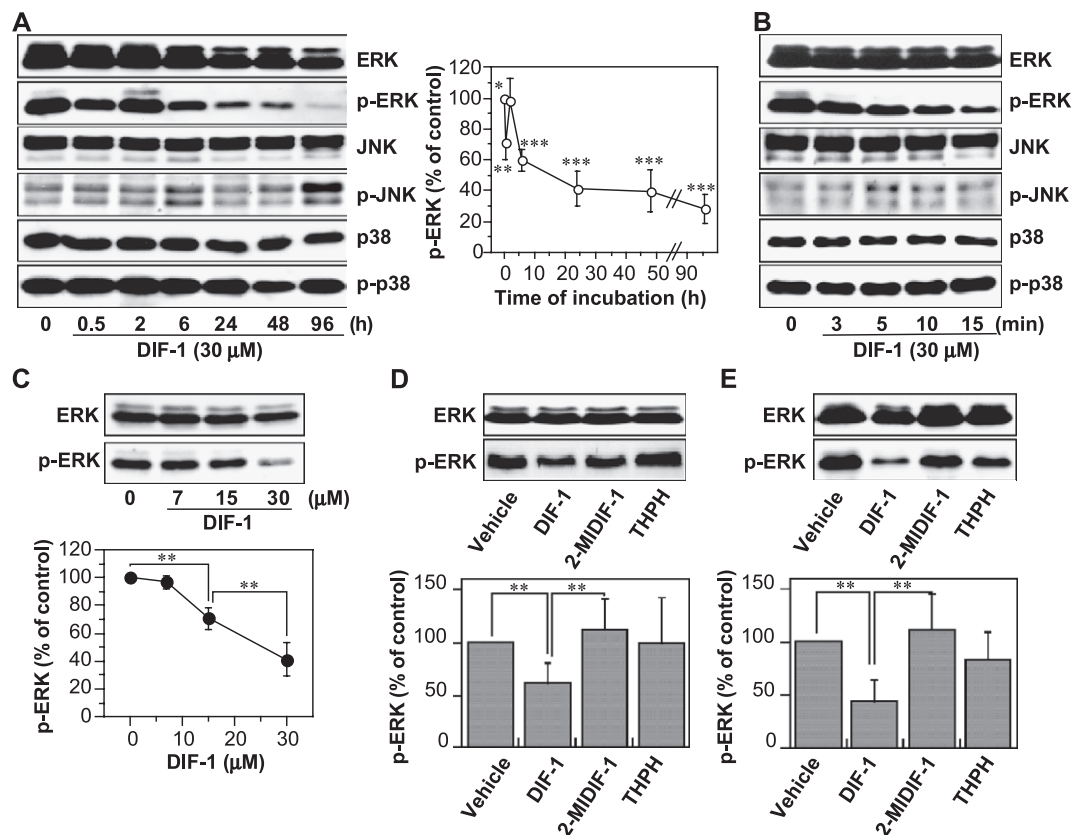 A
ERK
p-ERK
JNK
p-JNK
p38
p-p38
0 0.5 2 6 24 48 96 (h)
DIF-1 (30 μM)
p-ERK (% of control)
120
100
80
60
40
20
0
*
**
***
***
***
***
0 10 20 30 40 50 90
Time of incubation (h)
B
ERK
p-ERK
JNK
p-JNK
p38
p-p38
0 3 5 10 15 (min)
DIF-1 (30 μM)
C
ERK
p-ERK
0 7 15 30 (μM)
DIF-1
p-ERK (% of control)
120
100
80
60
40
20
0
** **
0 10 20 30
DIF-1 (μM)
D
ERK
p-ERK
Vehicle DIF-1 2-MIDIF-1 THPH
p-ERK (% of control)
150
100
50
0
** **
Vehicle DIF-1 2-MIDIF-1 THPH
E
ERK
p-ERK
Vehicle DIF-1 2-MIDIF-1 THPH
p-ERK (% of control)
150
100
50
0
** **
Vehicle DIF-1 2-MIDIF-1 THPH